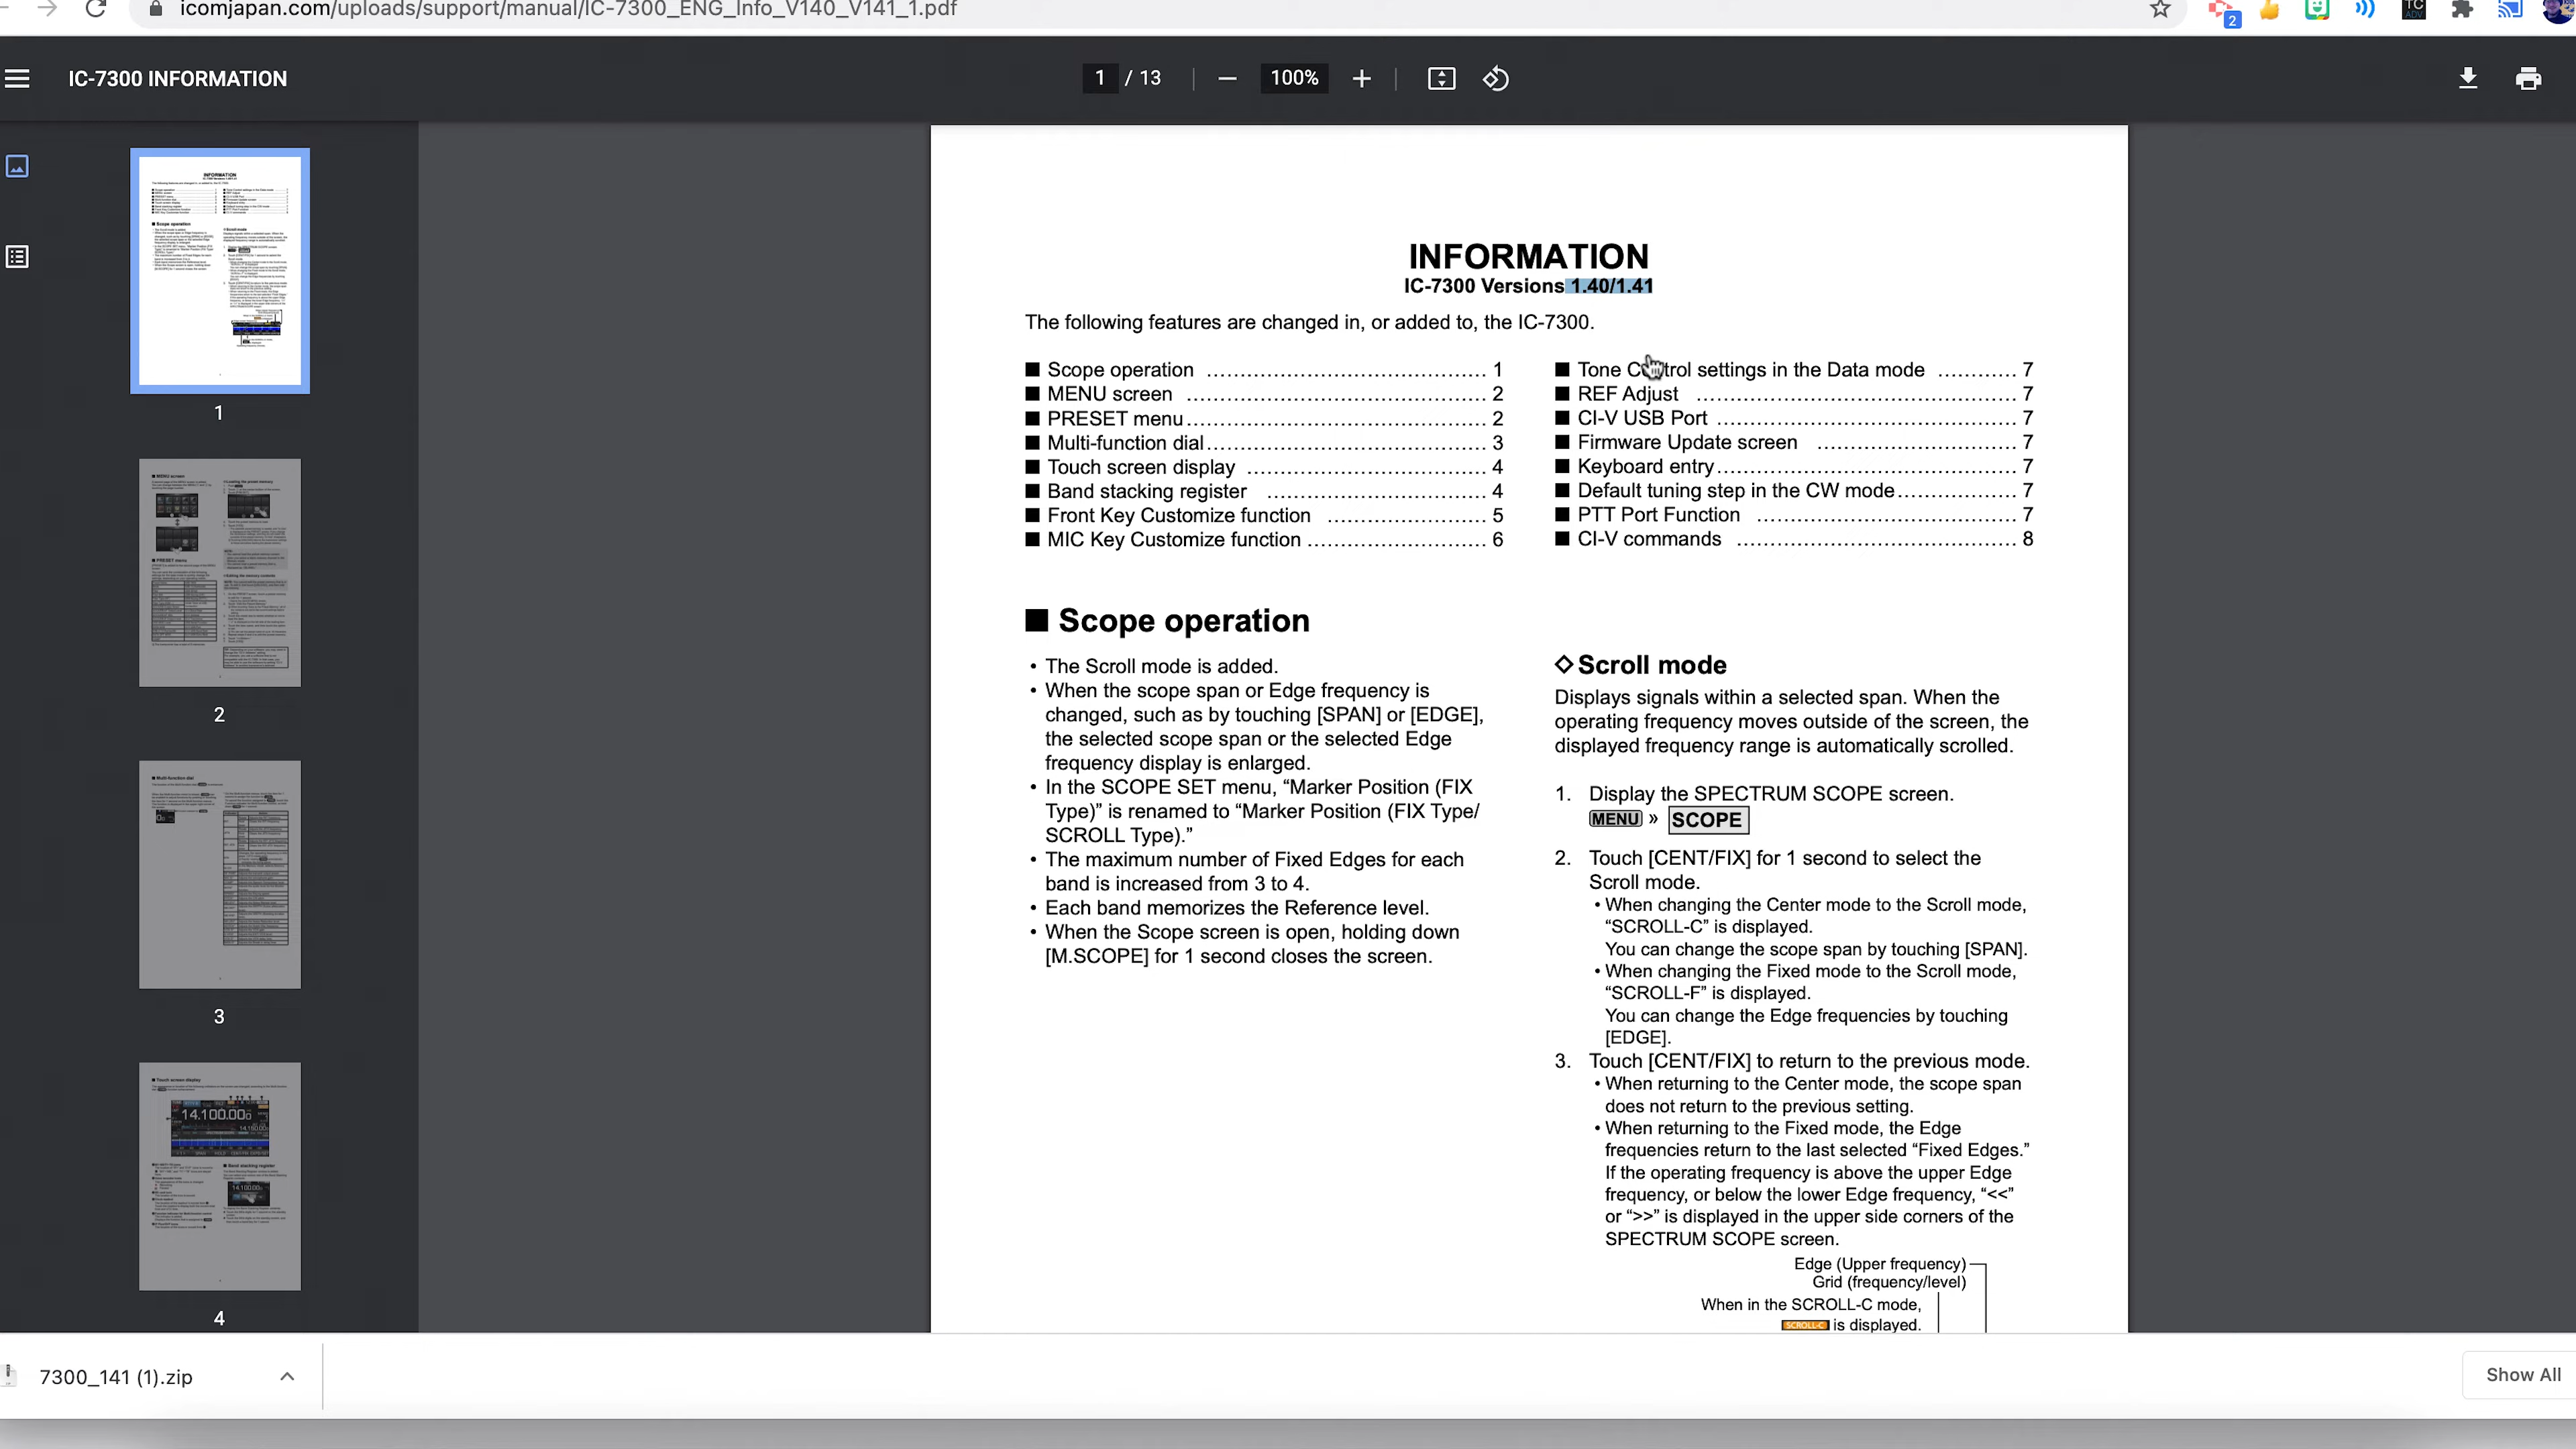 icomjapan.com/uploads/support/manual/IC-7300_ENG_Info_V140_V141_1.pdf
2
TC
ADV
IC-7300 INFORMATION
1 / 13
100%
1
2
3
4
INFORMATION
IC-7300 Versions 1.40/1.41
The following features are changed in, or added to, the IC-7300.
■ Scope operation ................................................ 1
■ MENU screen ................................................... 2
■ PRESET menu................................................... 2
■ Multi-function dial................................................ 3
■ Touch screen display ......................................... 4
■ Band stacking register ..................................... 4
■ Front Key Customize function ........................... 5
■ MIC Key Customize function ............................... 6
■ Tone Control settings in the Data mode ............ 7
■ REF Adjust ....................................................... 7
■ CI-V USB Port ................................................... 7
■ Firmware Update screen .................................. 7
■ Keyboard entry................................................... 7
■ Default tuning step in the CW mode.................... 7
■ PTT Port Function ............................................ 7
■ CI-V commands ............................................... 8
■ Scope operation
• The Scroll mode is added.
• When the scope span or Edge frequency is
changed, such as by touching [SPAN] or [EDGE],
the selected scope span or the selected Edge
frequency display is enlarged.
• In the SCOPE SET menu, “Marker Position (FIX
Type)” is renamed to “Marker Position (FIX Type/
SCROLL Type).”
• The maximum number of Fixed Edges for each
band is increased from 3 to 4.
• Each band memorizes the Reference level.
• When the Scope screen is open, holding down
[M.SCOPE] for 1 second closes the screen.
◇Scroll mode
Displays signals within a selected span. When the
operating frequency moves outside of the screen, the
displayed frequency range is automatically scrolled.
1. Display the SPECTRUM SCOPE screen.
MENU » SCOPE
2. Touch [CENT/FIX] for 1 second to select the
Scroll mode.
• When changing the Center mode to the Scroll mode,
“SCROLL-C” is displayed.
You can change the scope span by touching [SPAN].
• When changing the Fixed mode to the Scroll mode,
“SCROLL-F” is displayed.
You can change the Edge frequencies by touching
[EDGE].
3. Touch [CENT/FIX] to return to the previous mode.
• When returning to the Center mode, the scope span
does not return to the previous setting.
• When returning to the Fixed mode, the Edge
frequencies return to the last selected “Fixed Edges.”
If the operating frequency is above the upper Edge
frequency, or below the lower Edge frequency, “<<”
or “>>” is displayed in the upper side corners of the
SPECTRUM SCOPE screen.
Edge (Upper frequency)
Grid (frequency/level)
When in the SCROLL-C mode,
SCROLL-C is displayed.
7300_141 (1).zip
Show All